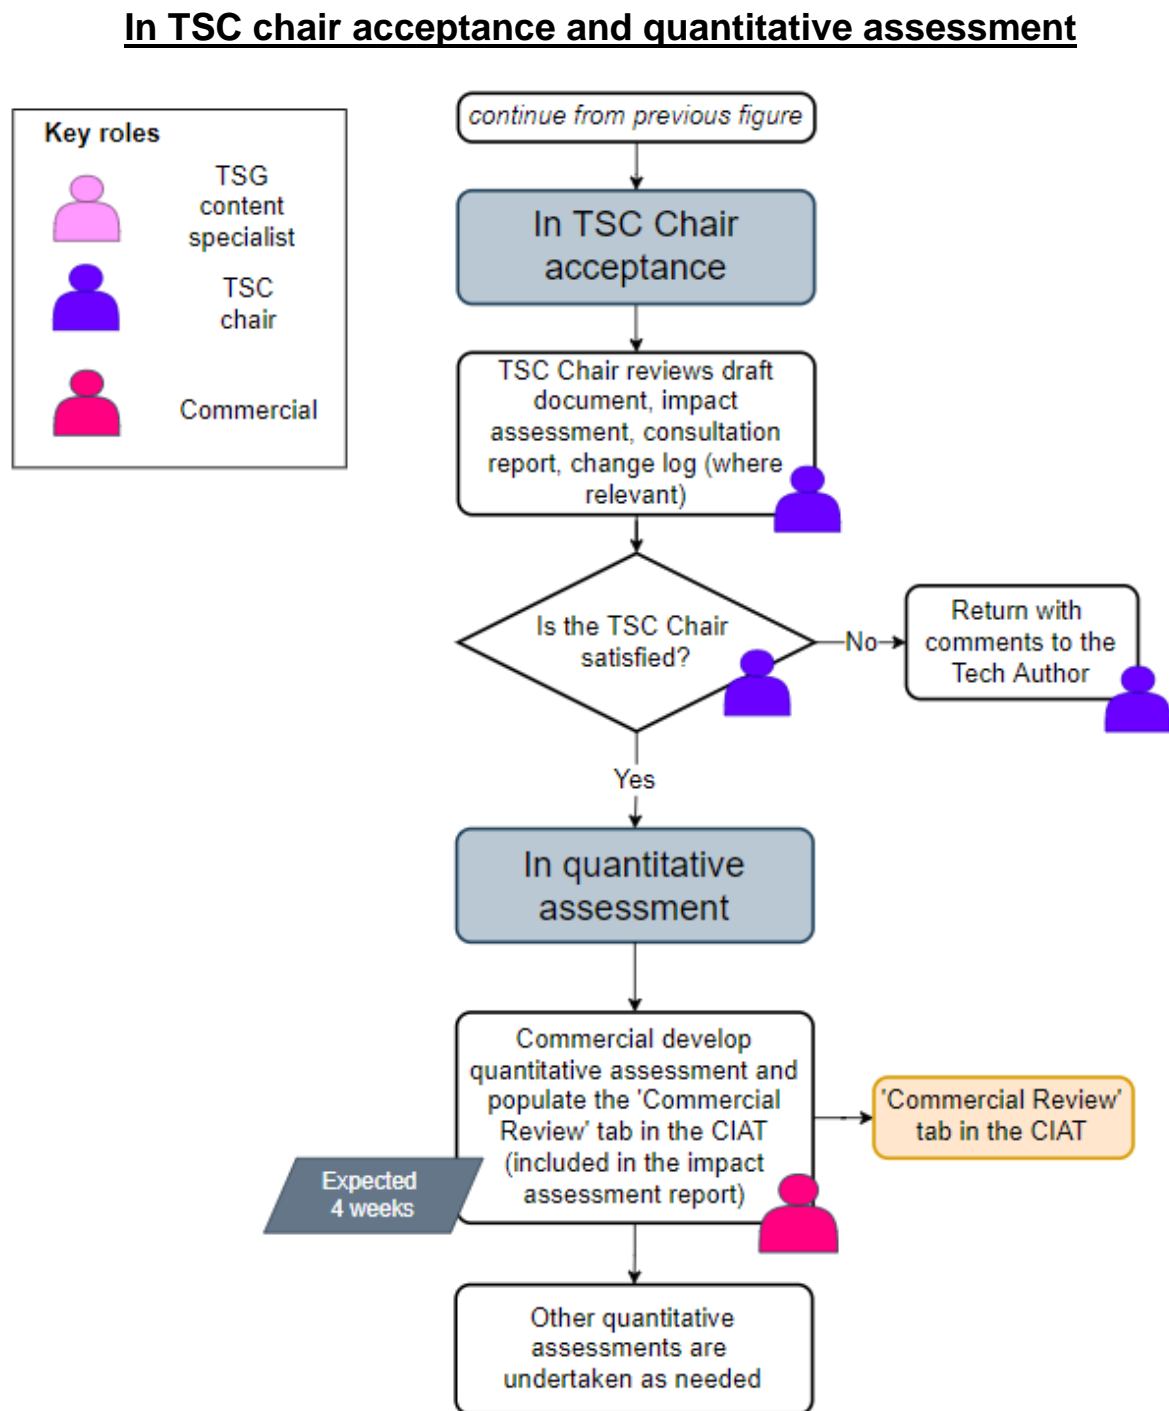 In TSC chair acceptance and quantitative assessment
Key roles
TSG
content
specialist
TSC
chair
Commercial
continue from previous figure
In TSC Chair
acceptance
TSC Chair reviews draft
document, impact
assessment, consultation
report, change log (where
relevant)
Is the TSC Chair
satisfied?
No
Return with
comments to the
Tech Author
Yes
In quantitative
assessment
Commercial develop
quantitative assessment and
populate the 'Commercial
Review' tab in the CIAT
(included in the impact
assessment report)
Expected
4 weeks
'Commercial Review'
tab in the CIAT
Other quantitative
assessments are
undertaken as needed